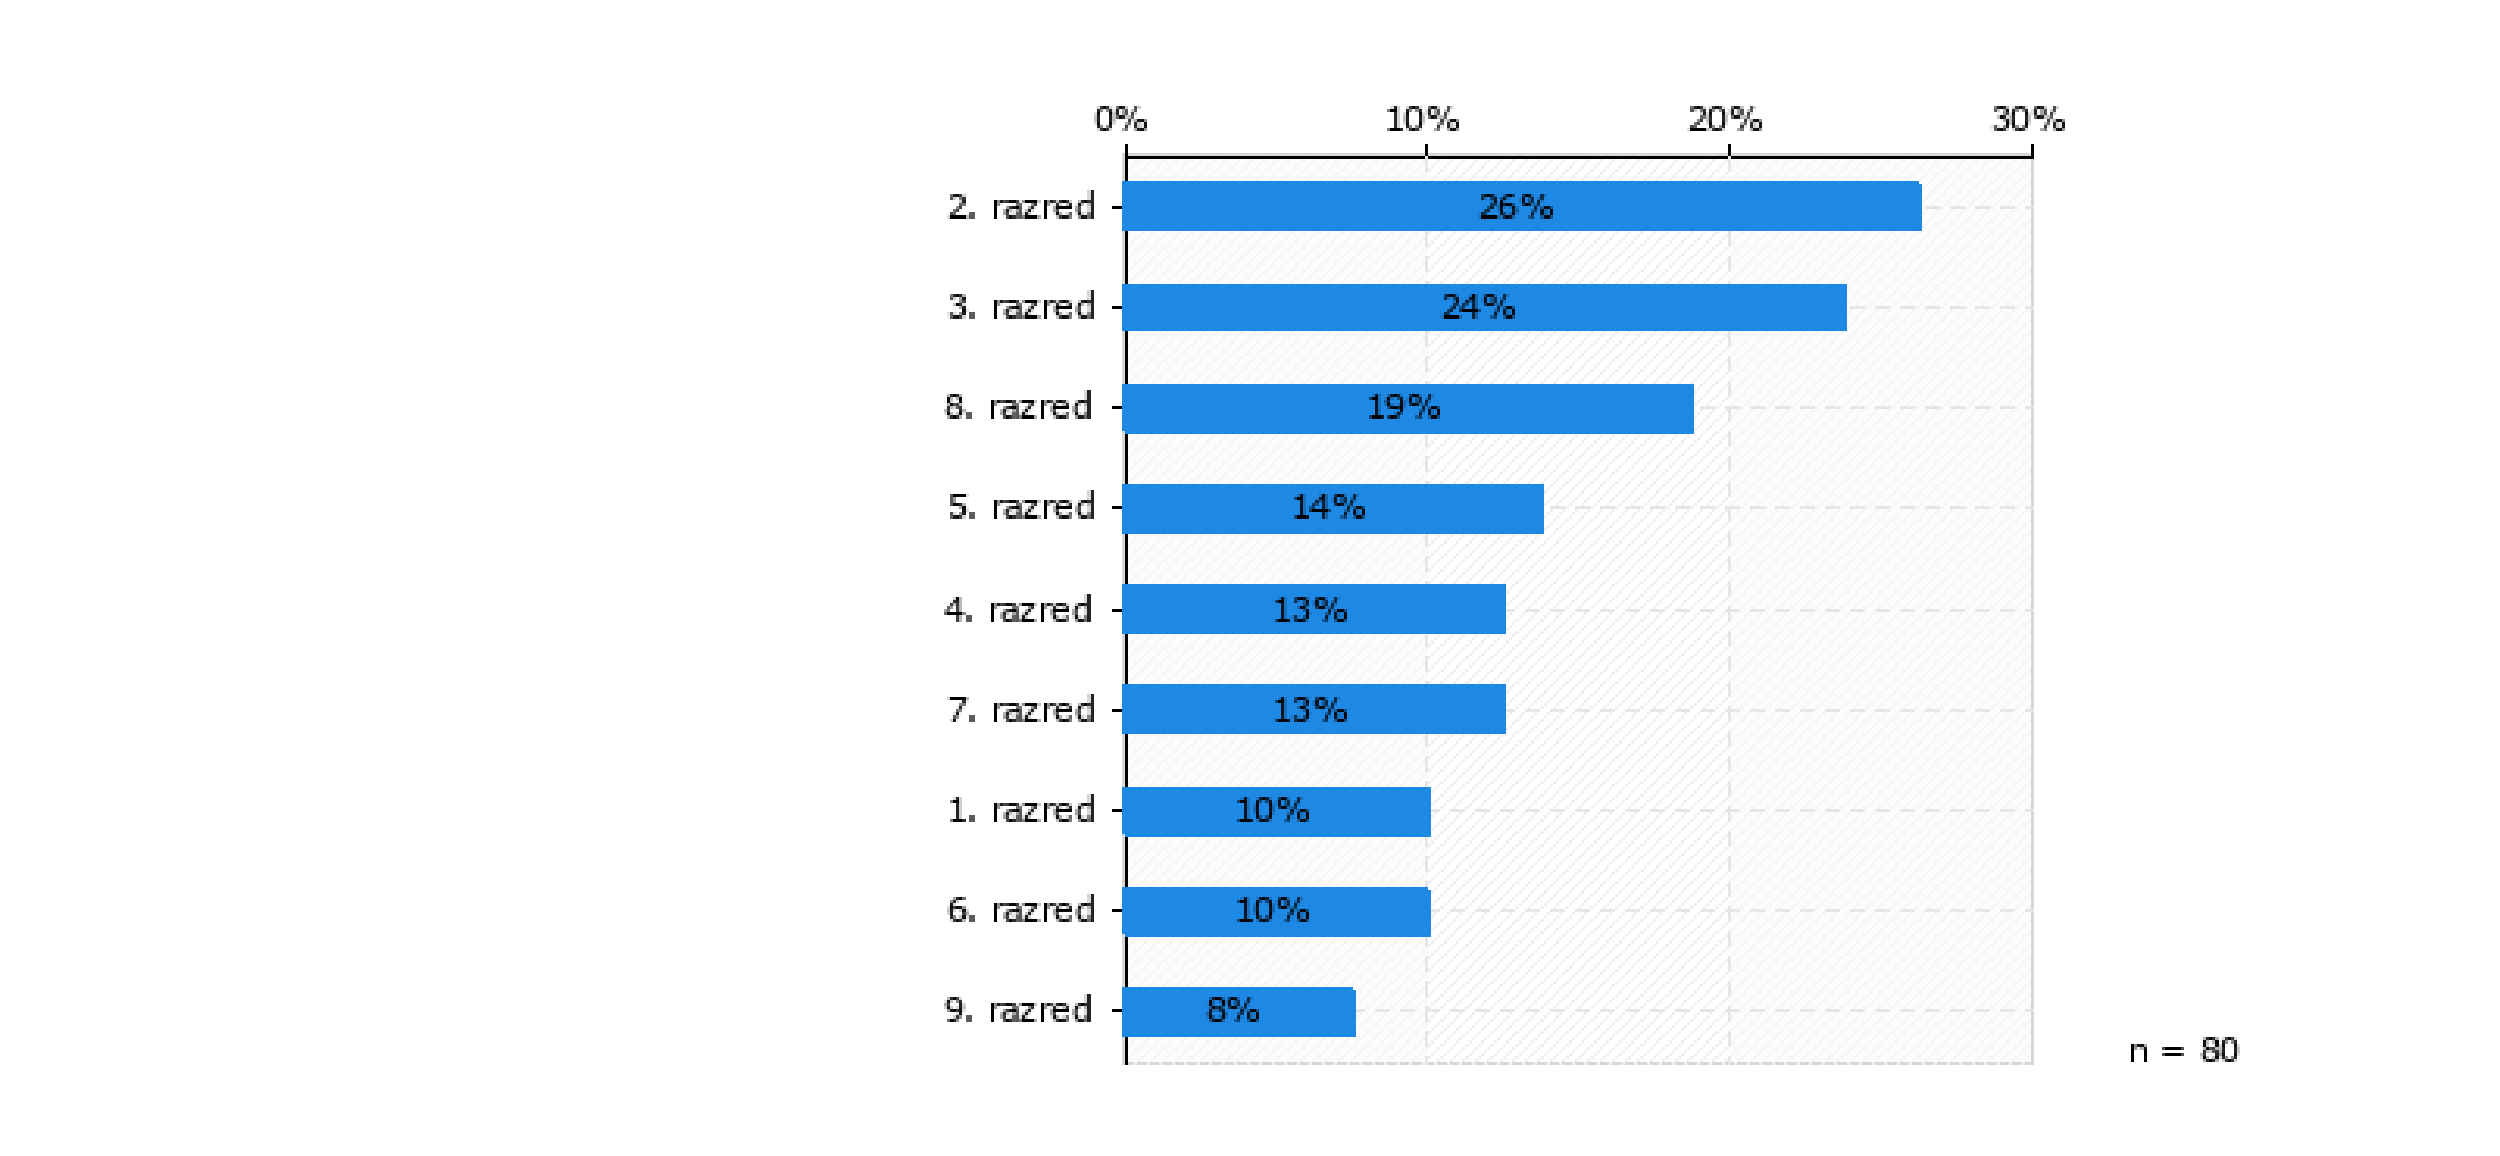 0% 10% 20% 30%
2. razred 26%
3. razred 24%
8. razred 19%
5. razred 14%
4. razred 13%
7. razred 13%
1. razred 10%
6. razred 10%
9. razred 8%
n = 80